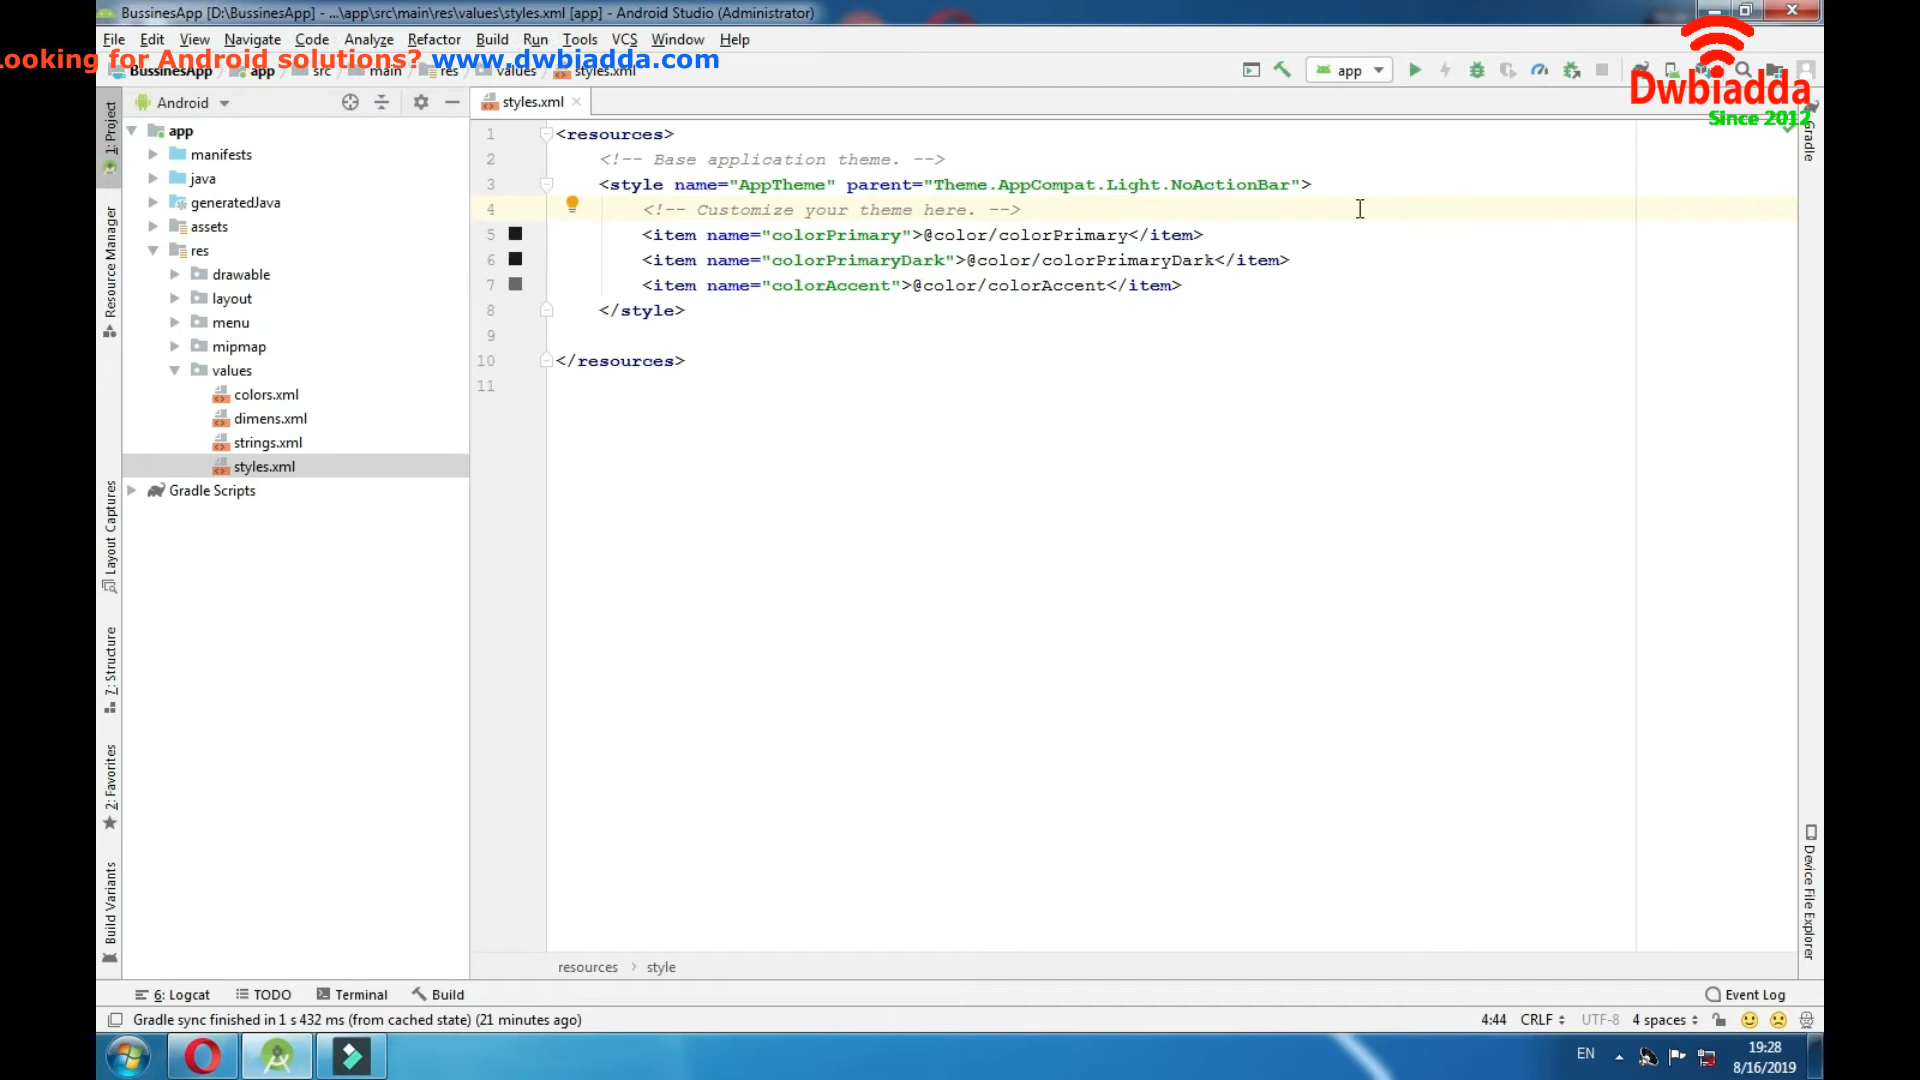 BussinesApp [D:\BussinesApp] - ...\app\src\main\res\values\styles.xml [app] - Android Studio (Administrator)
File Edit View Navigate Code Analyze Refactor Build Run Tools VCS Window Help
ooking for Android solutions? www.dwbiadda.com
BussinesApp app src main res values styles.xml
app
Dwbiadda
Since 2012
Android
styles.xml
1: Project
Resource Manager
Layout Captures
7: Structure
2: Favorites
Build Variants
app
manifests
java
generatedJava
assets
res
drawable
layout
menu
mipmap
values
colors.xml
dimens.xml
strings.xml
styles.xml
Gradle Scripts
1 <resources>
2 <!-- Base application theme. -->
3 <style name="AppTheme" parent="Theme.AppCompat.Light.NoActionBar">
4 <!-- Customize your theme here. -->
5 <item name="colorPrimary">@color/colorPrimary</item>
6 <item name="colorPrimaryDark">@color/colorPrimaryDark</item>
7 <item name="colorAccent">@color/colorAccent</item>
8 </style>
9
10 </resources>
11
Gradle
Device File Explorer
resources › style
6: Logcat TODO Terminal Build Event Log
Gradle sync finished in 1 s 432 ms (from cached state) (21 minutes ago) 4:44 CRLF UTF-8 4 spaces
EN
19:28
8/16/2019